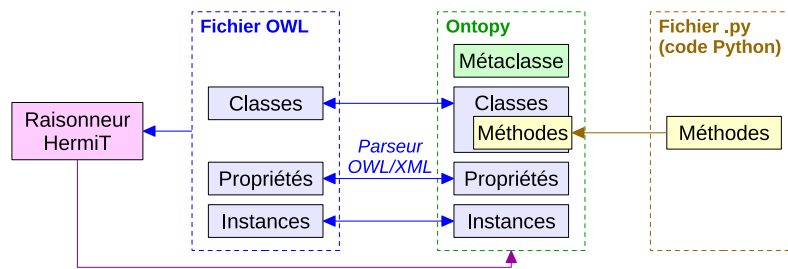 Fichier OWL
Ontopy
Fichier .py
(code Python)
Métaclasse
Classes
Classes
Raisonneur
HermiT
Méthodes
Méthodes
Parseur
OWL/XML
Propriétés
Propriétés
Instances
Instances